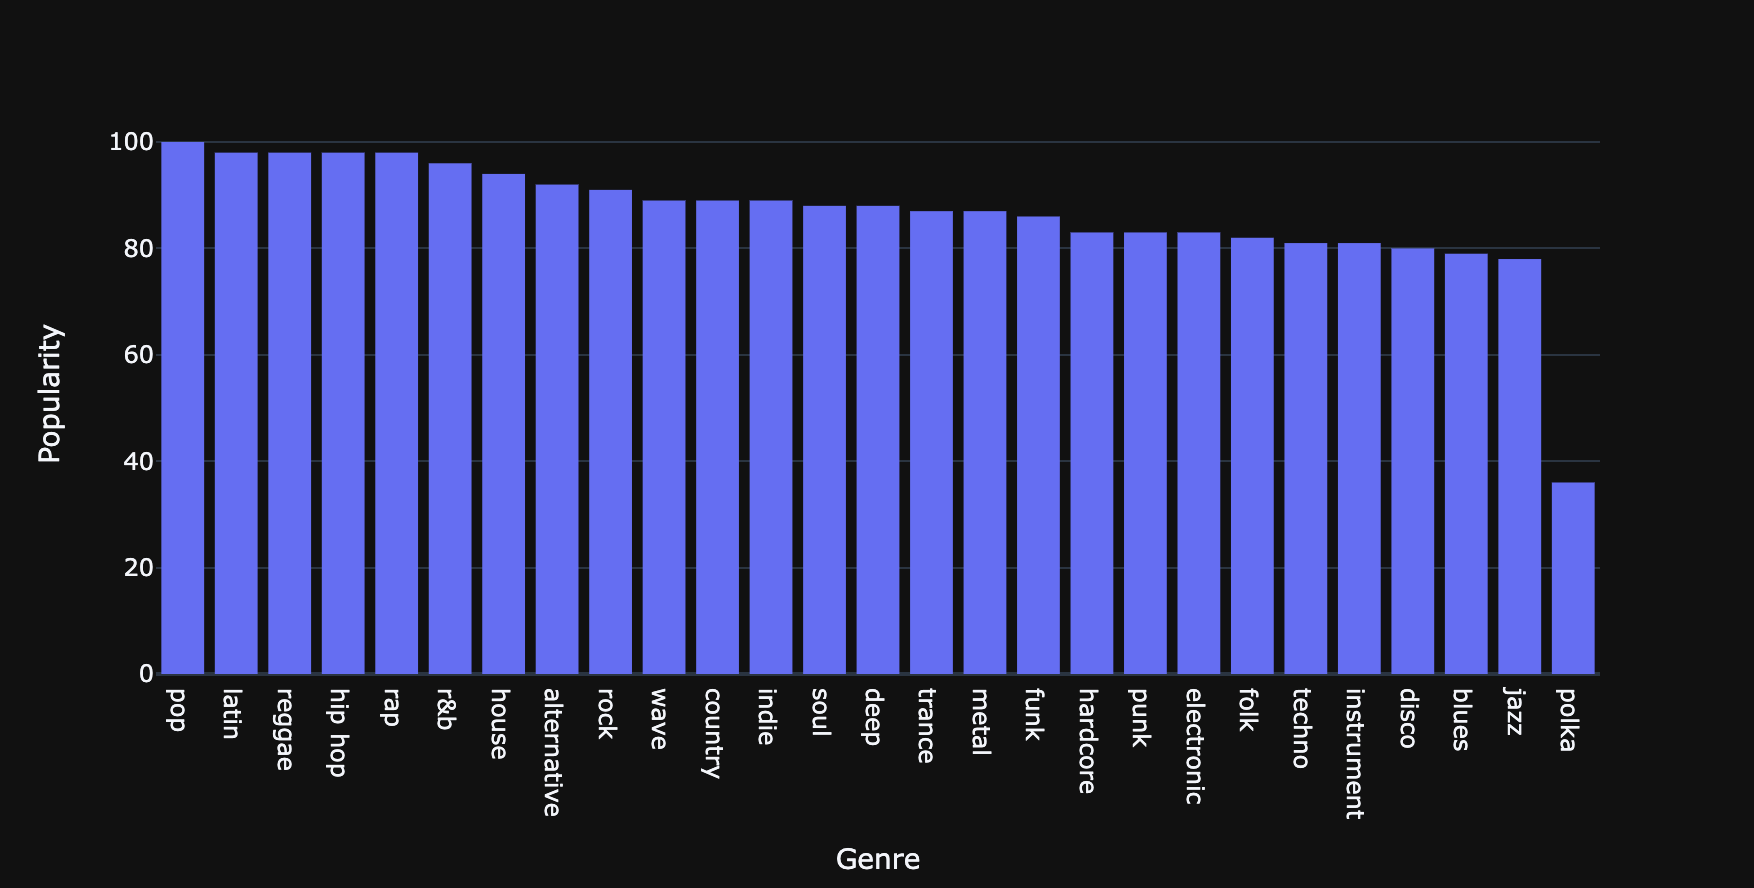 100
80
60
40
20
0
Popularity
pop
latin
reggae
hip hop
rap
r&b
house
alternative
rock
wave
country
indie
soul
deep
trance
metal
funk
hardcore
punk
electronic
folk
techno
instrument
disco
blues
jazz
polka
Genre